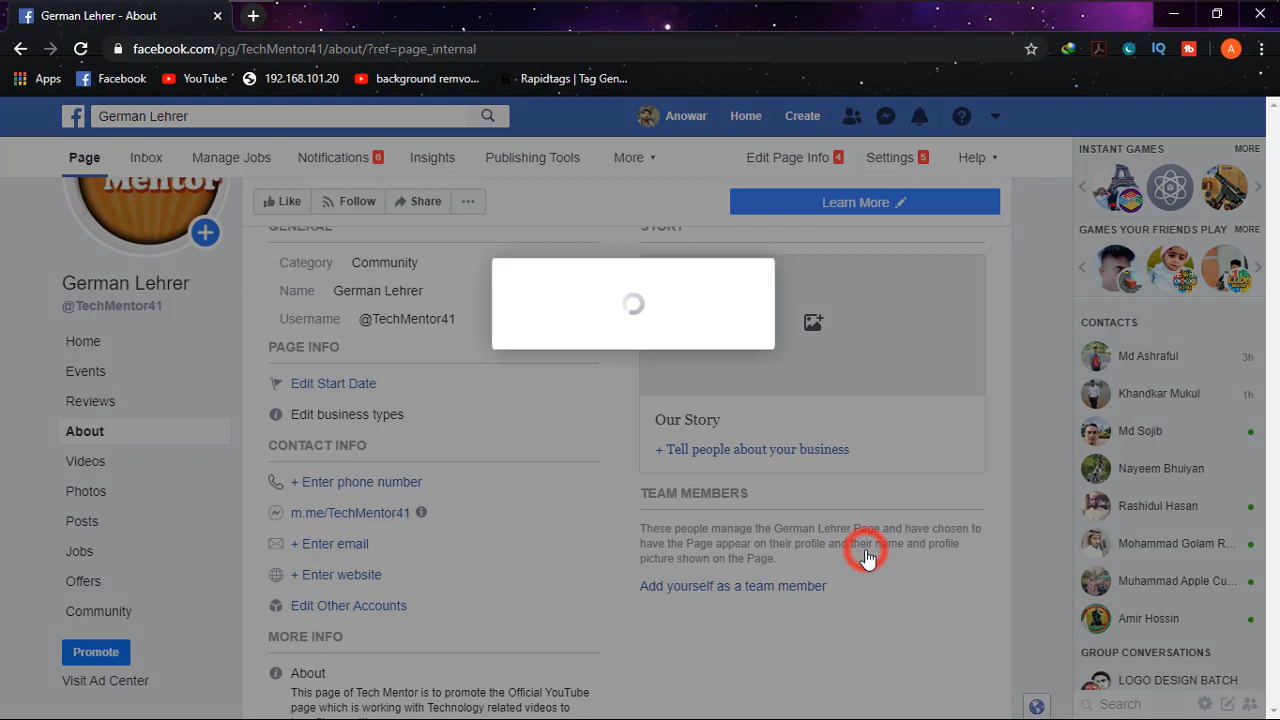 German Lehrer - About
facebook.com/pg/TechMentor41/about/?ref=page_internal
A
Apps Facebook YouTube 192.168.101.20 background remvo... Rapidtags | Tag Gen...
German Lehrer
Anowar Home Create
Page Inbox Manage Jobs Notifications 6 Insights Publishing Tools More Edit Page Info 4 Settings 5 Help
Mentor
German Lehrer
@TechMentor41
Home
Events
Reviews
About
Videos
Photos
Posts
Jobs
Offers
Community
Promote
Visit Ad Center
Like Follow Share ...
Learn More
GENERAL
Category Community
Name German Lehrer
Username @TechMentor41
PAGE INFO
Edit Start Date
Edit business types
CONTACT INFO
+ Enter phone number
m.me/TechMentor41
+ Enter email
+ Enter website
Edit Other Accounts
MORE INFO
About
This page of Tech Mentor is to promote the Official YouTube
page which is working with Technology related videos to
STORY
Our Story
+ Tell people about your business
TEAM MEMBERS
These people manage the German Lehrer Page and have chosen to
have the Page appear on their profile and their name and profile
picture shown on the Page.
Add yourself as a team member
INSTANT GAMES MORE
GAMES YOUR FRIENDS PLAY MORE
CONTACTS
Md Ashraful 3h
Khandkar Mukul 1h
Md Sojib
Nayeem Bhuiyan
Rashidul Hasan
Mohammad Golam R...
Muhammad Apple Cu...
Amir Hossin
GROUP CONVERSATIONS
LOGO DESIGN BATCH
Search